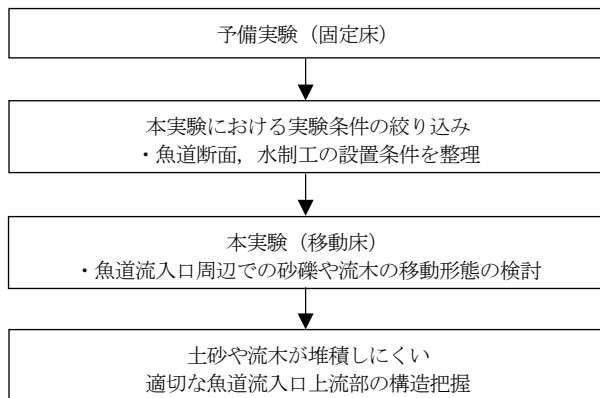 予備実験（固定床）
本実験における実験条件の絞り込み
・魚道断面，水制工の設置条件を整理
本実験（移動床）
・魚道流入口周辺での砂礫や流木の移動形態の検討
土砂や流木が堆積しにくい
適切な魚道流入口上流部の構造把握